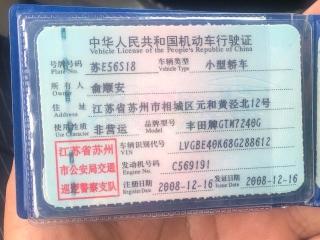 中华人民共和国机动车行驶证
Vehicle License of the People's Republic of China
号牌号码 苏E56S18 车辆类型 小型轿车
Plate No. Vehicle Type
所有人 俞顺安
Owner
住址 江苏省苏州市相城区元和黄泾北12号
Address
使用性质 非营运 品牌型号 丰田牌GTM7240G
Use Character Model
江苏省苏州市公安局交通巡逻警察支队
车辆识别代号 LVGBE40K68G288612
VIN
发动机号码 C569191
Engine No.
注册日期 2008-12-16 发证日期 2008-12-16
Register Date Issue Date